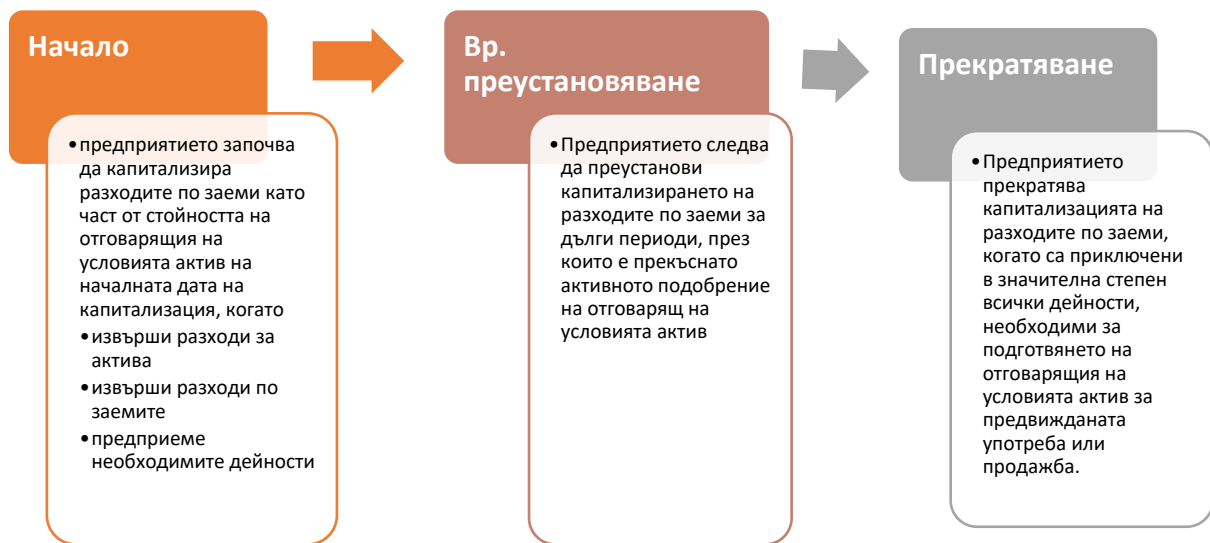 Начало
•предприятието започва
да капитализира
разходите по заеми като
част от стойността на
отговарящия на
условията актив на
началната дата на
капитализация, когато
•извърши разходи за
актива
•извърши разходи по
заемите
•предприеме
необходимите дейности
Вр.
преустановяване
•Предприятието следва
да преустанови
капитализирането на
разходите по заеми за
дълги периоди, през
които е прекъснато
активното подобрение
на отговарящ на
условията актив
Прекратяване
•Предприятието
прекратява
капитализацията на
разходите по заеми,
когато са приключени
в значителна степен
всички дейности,
необходими за
подготвянето на
отговарящия на
условията актив за
предвижданата
употреба или
продажба.